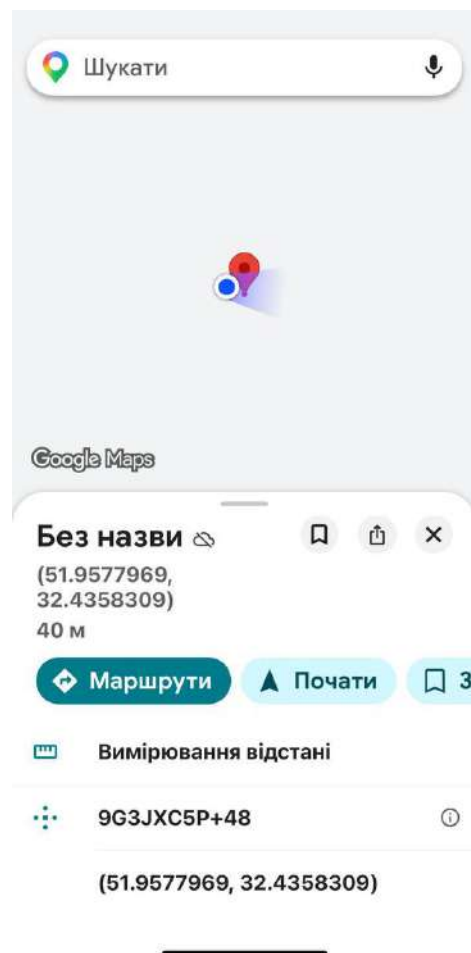 Шукати
Google Maps
Без назви
(51.9577969,
32.4358309)
40 м
Маршрути
Почати
З
Вимірювання відстані
9G3JXC5P+48
(51.9577969, 32.4358309)